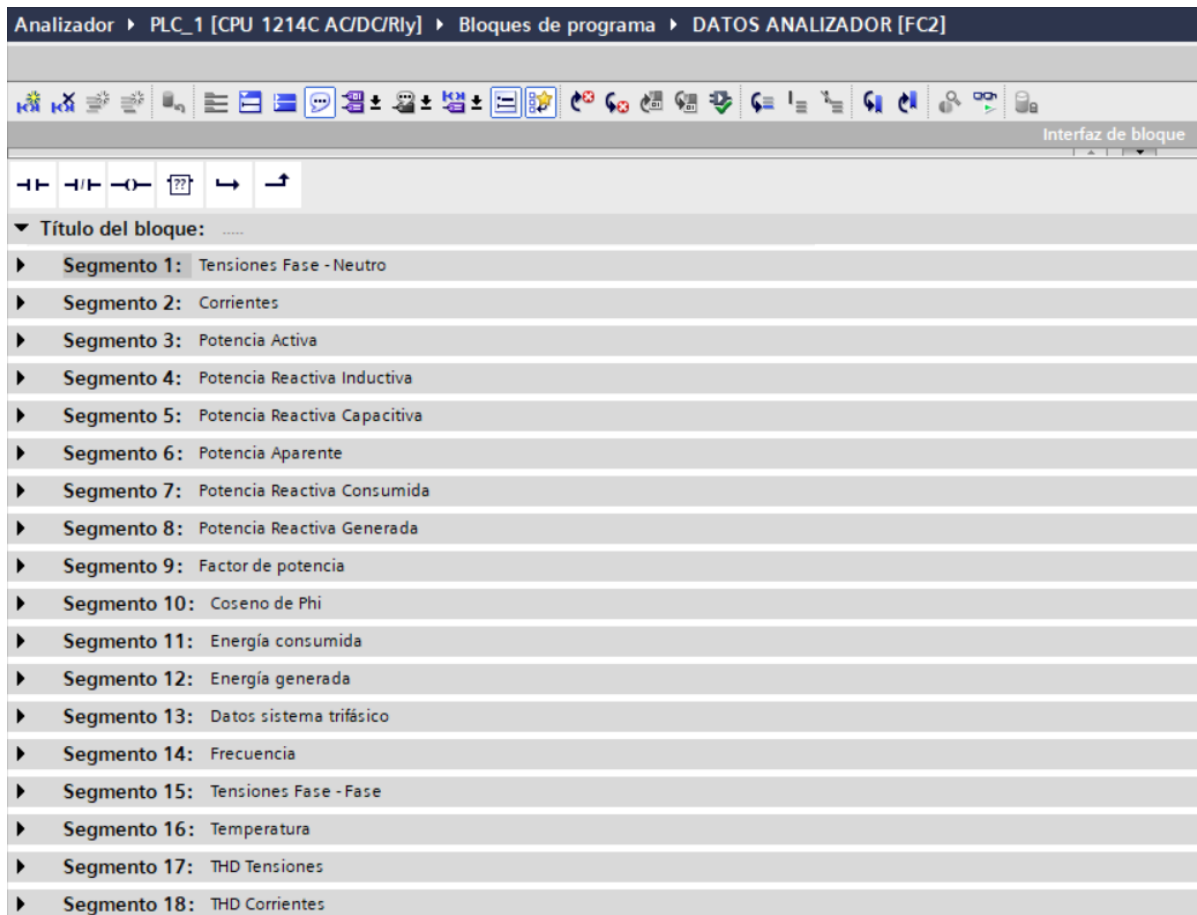 Analizador ▸ PLC_1 [CPU 1214C AC/DC/Rly] ▸ Bloques de programa ▸ DATOS ANALIZADOR [FC2]
Interfaz de bloque
??
Título del bloque: .....
Segmento 1: Tensiones Fase - Neutro
Segmento 2: Corrientes
Segmento 3: Potencia Activa
Segmento 4: Potencia Reactiva Inductiva
Segmento 5: Potencia Reactiva Capacitiva
Segmento 6: Potencia Aparente
Segmento 7: Potencia Reactiva Consumida
Segmento 8: Potencia Reactiva Generada
Segmento 9: Factor de potencia
Segmento 10: Coseno de Phi
Segmento 11: Energía consumida
Segmento 12: Energía generada
Segmento 13: Datos sistema trifásico
Segmento 14: Frecuencia
Segmento 15: Tensiones Fase - Fase
Segmento 16: Temperatura
Segmento 17: THD Tensiones
Segmento 18: THD Corrientes